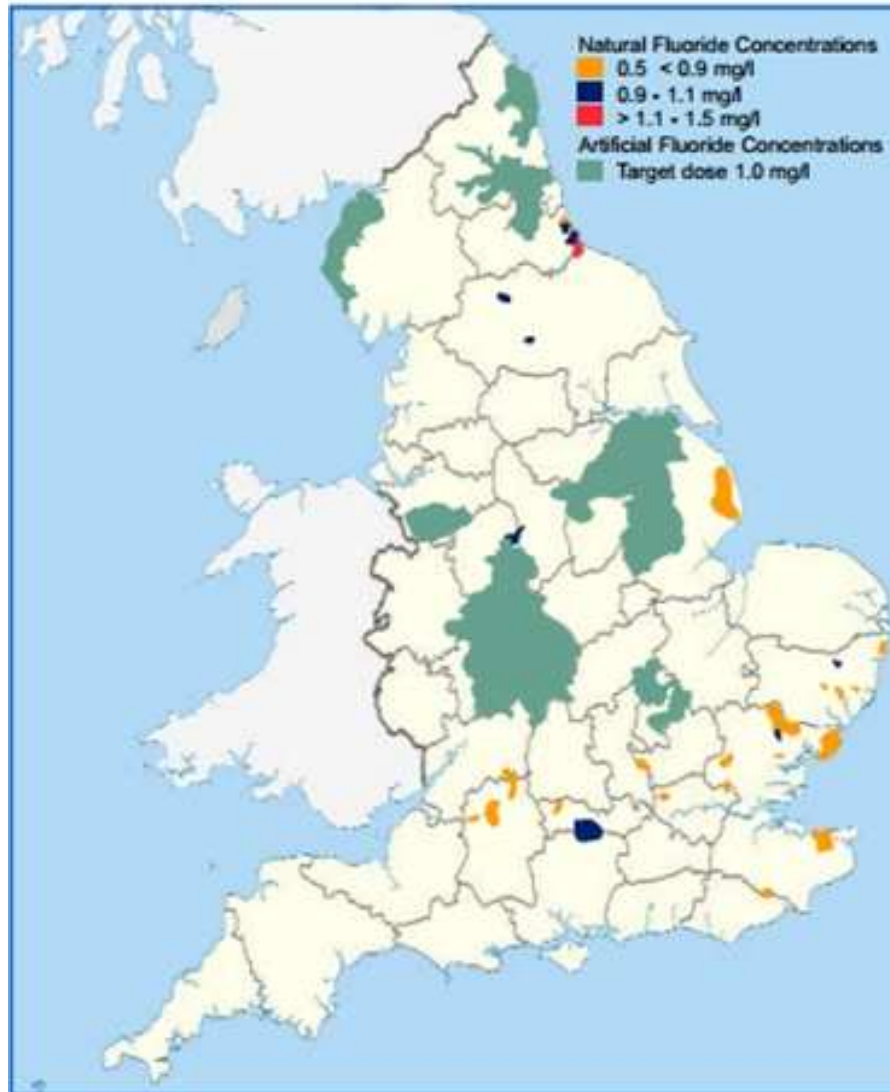 Natural Fluoride Concentrations
0.5 < 0.9 mg/l
0.9 - 1.1 mg/l
> 1.1 - 1.5 mg/l
Artificial Fluoride Concentrations
Target dose 1.0 mg/l